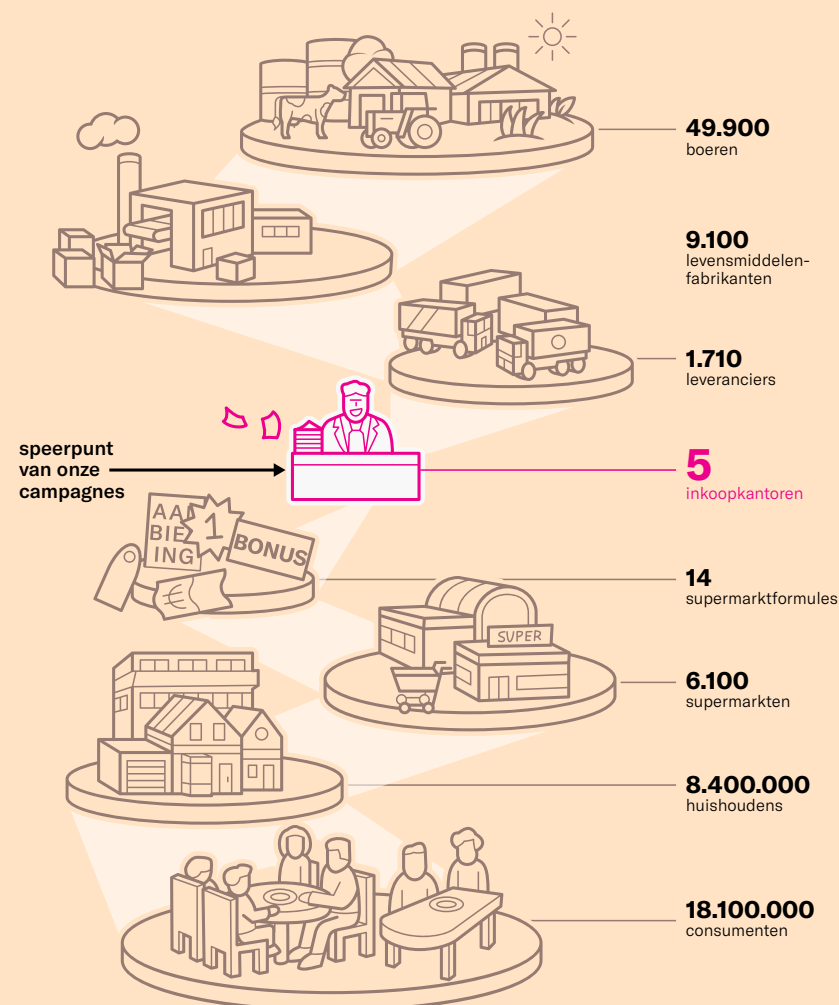 49.900
boeren
9.100
levensmiddelen-
fabrikanten
1.710
leveranciers
speerpunt
van onze
campagnes
5
inkoopkantoren
AA
BIE
ING
1
BONUS
14
supermarktformules
SUPER
6.100
supermarkten
8.400.000
huishoudens
18.100.000
consumenten